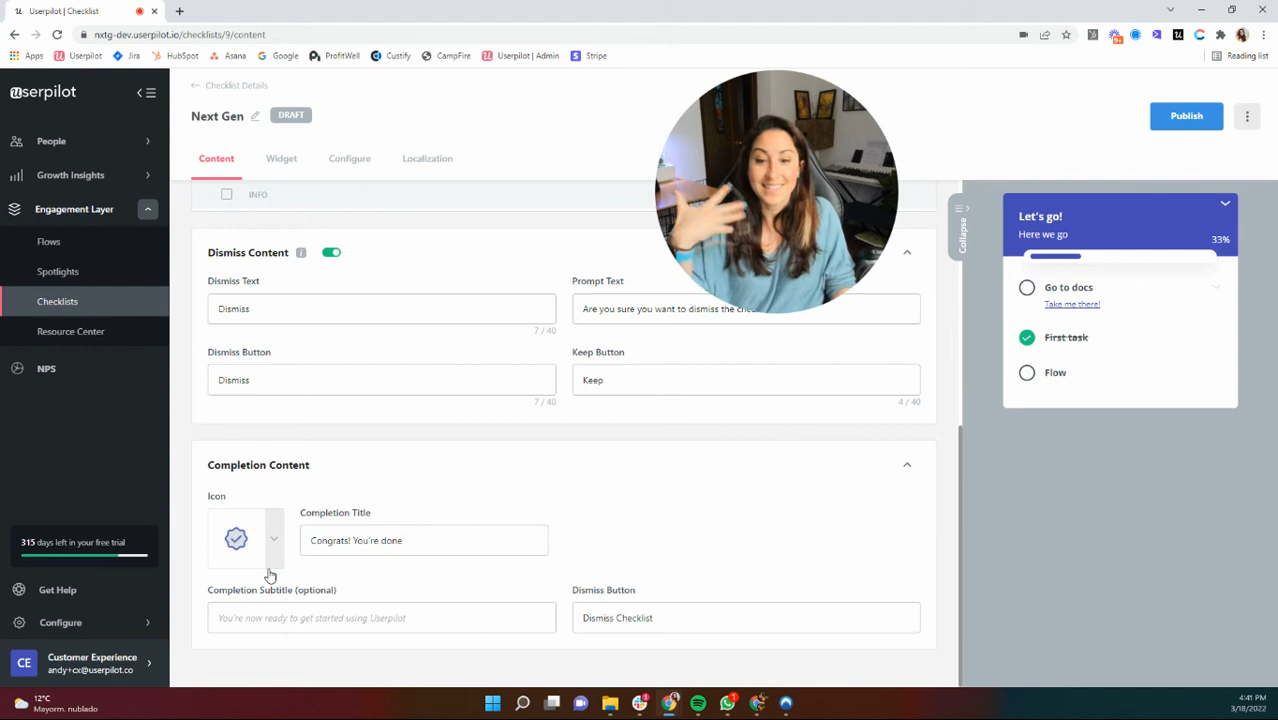 Userpilot | Checklist
nxtg-dev.userpilot.io/checklists/9/content
Apps Userpilot Jira HubSpot Asana Google ProfitWell Custify CampFire Userpilot | Admin Stripe Reading list
userpilot
Checklist Details
Next Gen DRAFT
Publish
People
Growth Insights
Engagement Layer
Flows
Spotlights
Checklists
Resource Center
NPS
Content Widget Configure Localization
INFO
Dismiss Content
Dismiss Text
Dismiss
7 / 40
Prompt Text
Are you sure you want to dismiss the
Dismiss Button
Dismiss
7 / 40
Keep Button
Keep
4 / 40
Completion Content
Icon
Completion Title
Congrats! You're done
Completion Subtitle (optional)
You're now ready to get started using Userpilot
Dismiss Button
Dismiss Checklist
Collapse
Let's go!
Here we go
33%
Go to docs
Take me there!
First task
Flow
315 days left in your free trial
Get Help
Configure
CE
Customer Experience
andy+cx@userpilot.co
12°C
Mayorm. nublado
4:41 PM
3/18/2022